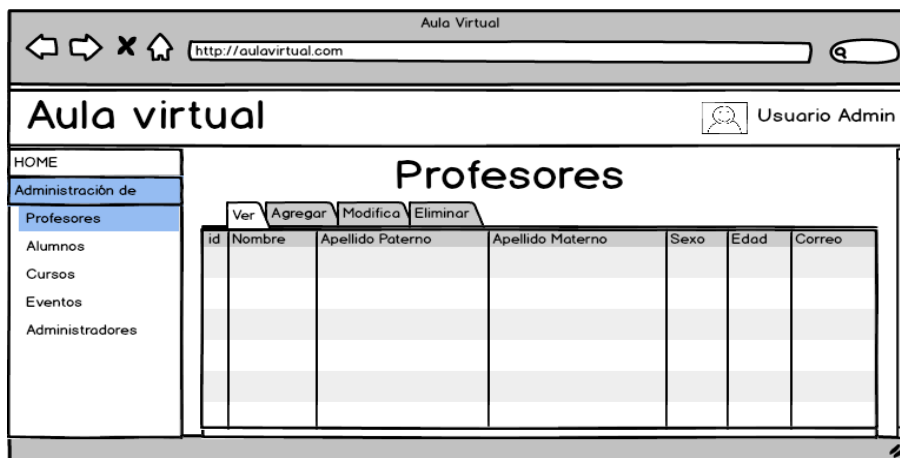 Aula Virtual
http://aulavirtual.com
Aula virtual
Usuario Admin
HOME
Administración de
Profesores
Alumnos
Cursos
Eventos
Administradores
Profesores
Ver Agregar Modifica Eliminar
id Nombre Apellido Paterno Apellido Materno Sexo Edad Correo